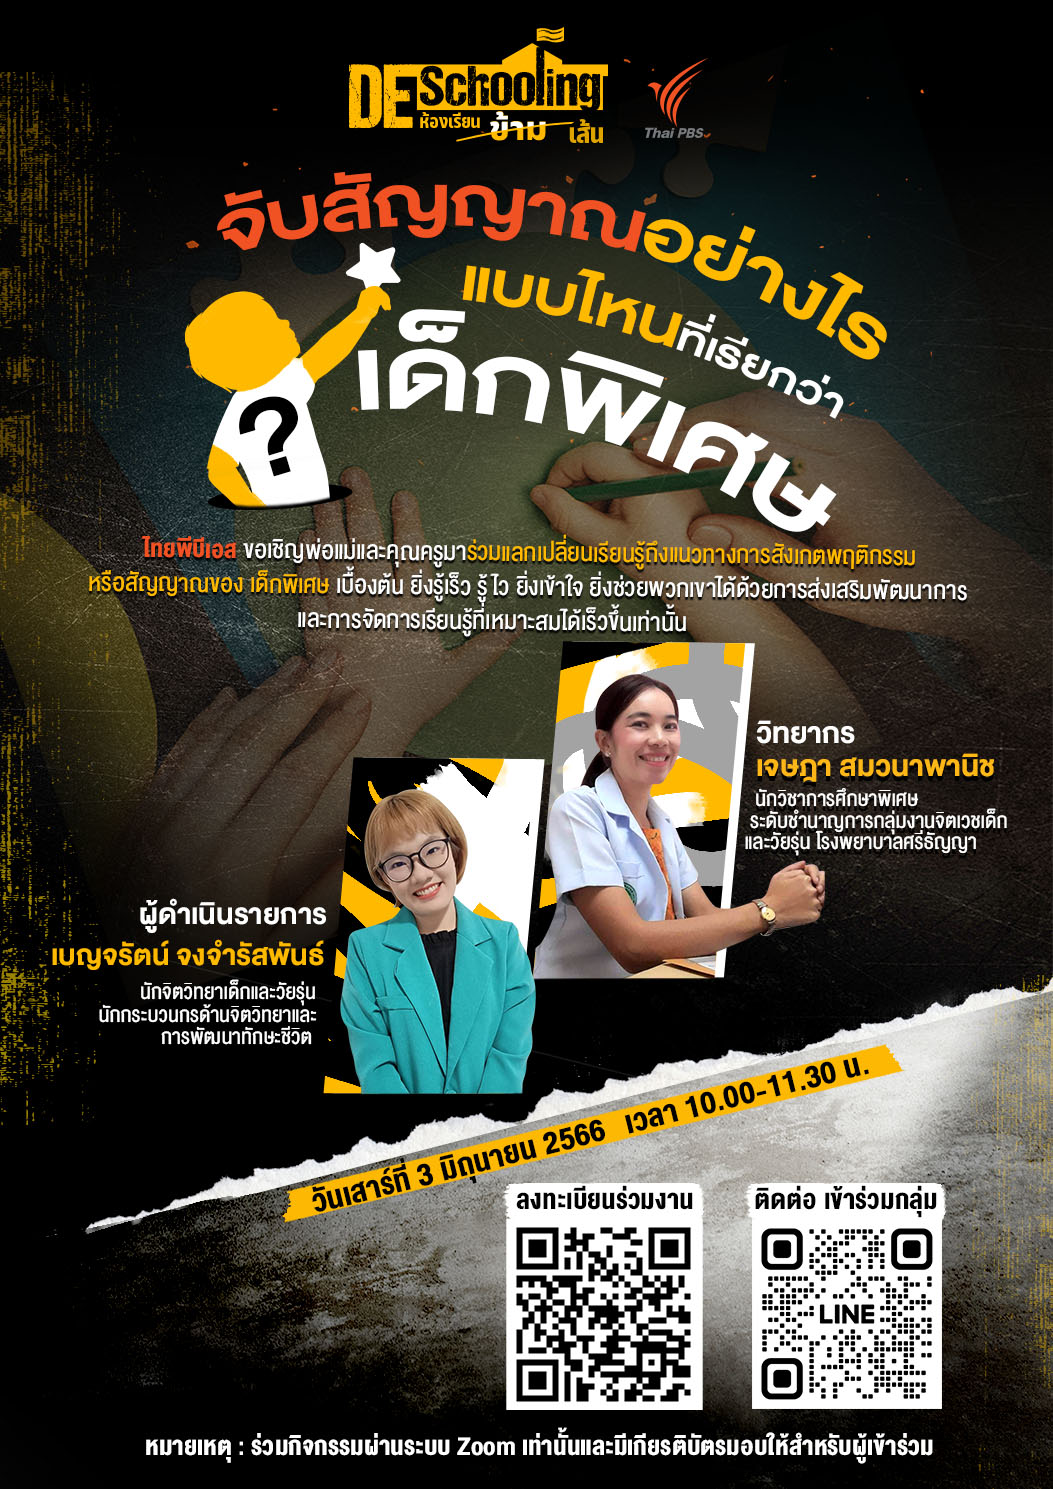 DESchooling
ห้องเรียน ข้าม เส้น
Thai PBS
จับสัญญาณอย่างไร
แบบไหนที่เรียกว่า
เด็กพิเศษ
?
ไทยพีบีเอส ขอเชิญพ่อแม่และคุณครูมาร่วมแลกเปลี่ยนเรียนรู้ถึงแนวทางการสังเกตพฤติกรรม
หรือสัญญาณของ เด็กพิเศษ เบื้องต้น ยิ่งรู้เร็ว รู้ไว ยิ่งเข้าใจ ยิ่งช่วยพวกเขาได้ด้วยการส่งเสริมพัฒนาการ
และการจัดการเรียนรู้ที่เหมาะสมได้เร็วขึ้นเท่านั้น
วิทยากร
เจษฎา สมวนาพานิช
นักวิชาการศึกษาพิเศษ
ระดับชำนาญการกลุ่มงานจิตเวชเด็ก
และวัยรุ่น โรงพยาบาลศรีธัญญา
ผู้ดำเนินรายการ
เบญจรัตน์ จงจำรัสพันธ์
นักจิตวิทยาเด็กและวัยรุ่น
นักกระบวนกรด้านจิตวิทยาและ
การพัฒนาทักษะชีวิต
วันเสาร์ที่ 3 มิถุนายน 2566 เวลา 10.00-11.30 น.
ลงทะเบียนร่วมงาน
ติดต่อ เข้าร่วมกลุ่ม
LINE
หมายเหตุ : ร่วมกิจกรรมผ่านระบบ Zoom เท่านั้นและมีเกียรติบัตรมอบให้สำหรับผู้เข้าร่วม